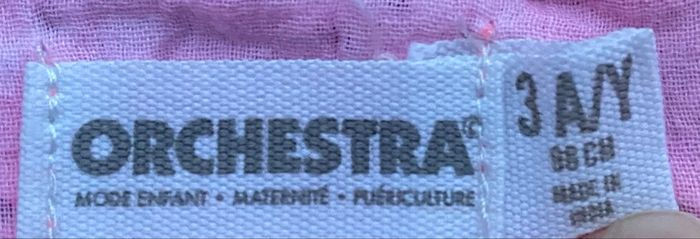 ORCHESTRA©
MODE ENFANT • MATERNITÉ • PUÉRICULTURE
3 A/Y
98 CM
MADE IN
INDIA